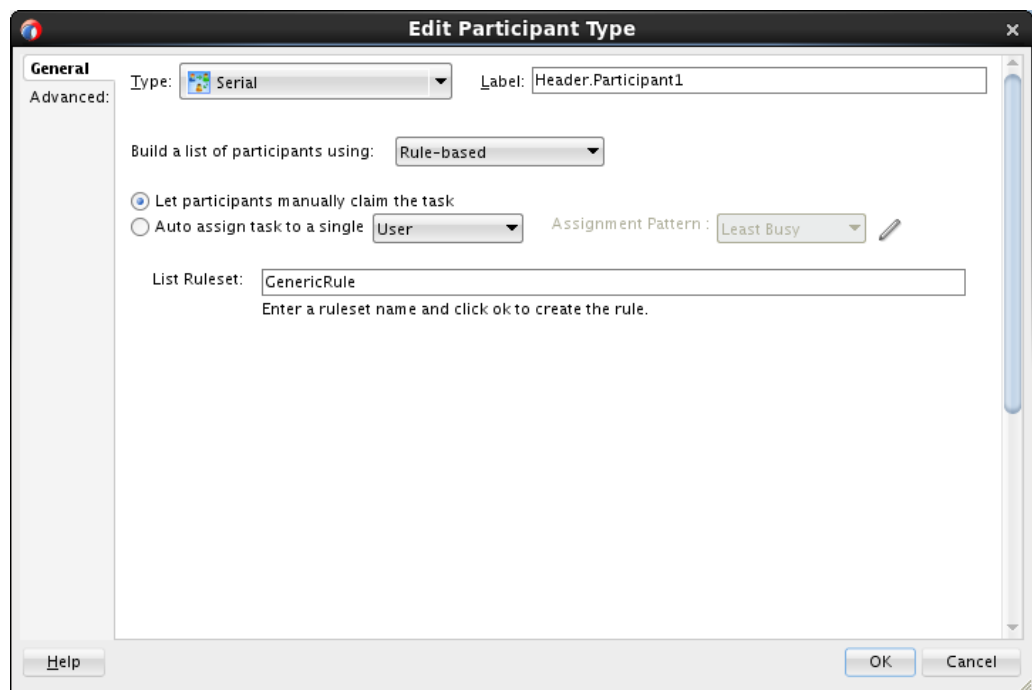 Edit Participant Type
General
Advanced:
Type: Serial Label: Header.Participant1
Build a list of participants using: Rule-based
Let participants manually claim the task
Auto assign task to a single User Assignment Pattern : Least Busy
List Ruleset: GenericRule
Enter a ruleset name and click ok to create the rule.
Help OK Cancel